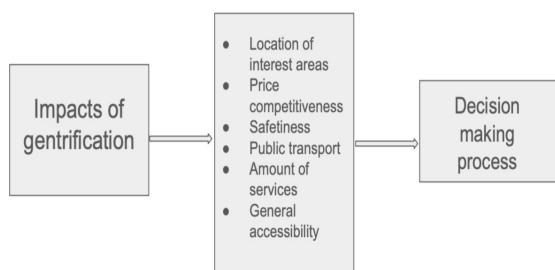 Impacts of
gentrification
● Location of
interest areas
● Price
competitiveness
● Safetiness
● Public transport
● Amount of
services
● General
accessibility
Decision
making
process